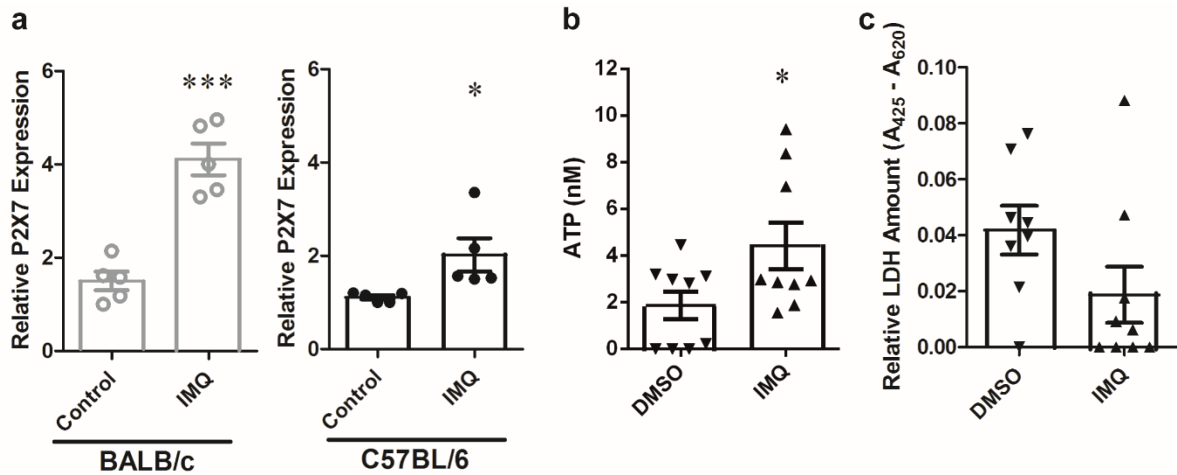 a
Relative P2X7 Expression
6
4
2
0
***
Control
IMQ
BALB/c
Relative P2X7 Expression
6
4
2
0
*
Control
IMQ
C57BL/6
b
ATP (nM)
12
10
8
6
4
2
0
*
DMSO
IMQ
c
Relative LDH Amount (A425 - A620)
0.10
0.08
0.06
0.04
0.02
0.00
DMSO
IMQ